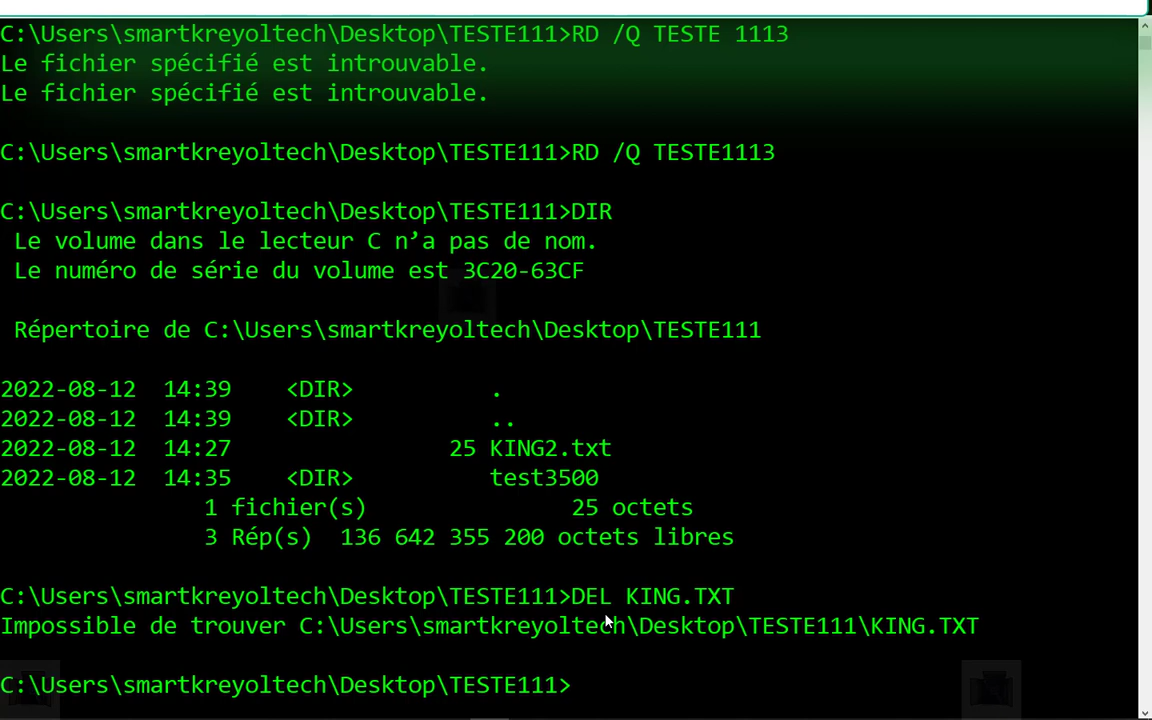 C:\Users\smartkreyoltech\Desktop\TESTE111>RD /Q TESTE 1113
Le fichier spécifié est introuvable.
Le fichier spécifié est introuvable.
C:\Users\smartkreyoltech\Desktop\TESTE111>RD /Q TESTE1113
C:\Users\smartkreyoltech\Desktop\TESTE111>DIR
Le volume dans le lecteur C n’a pas de nom.
Le numéro de série du volume est 3C20-63CF
Répertoire de C:\Users\smartkreyoltech\Desktop\TESTE111
2022-08-12 14:39 <DIR> .
2022-08-12 14:39 <DIR> ..
2022-08-12 14:27 25 KING2.txt
2022-08-12 14:35 <DIR> test3500
1 fichier(s) 25 octets
3 Rép(s) 136 642 355 200 octets libres
C:\Users\smartkreyoltech\Desktop\TESTE111>DEL KING.TXT
Impossible de trouver C:\Users\smartkreyoltech\Desktop\TESTE111\KING.TXT
C:\Users\smartkreyoltech\Desktop\TESTE111>